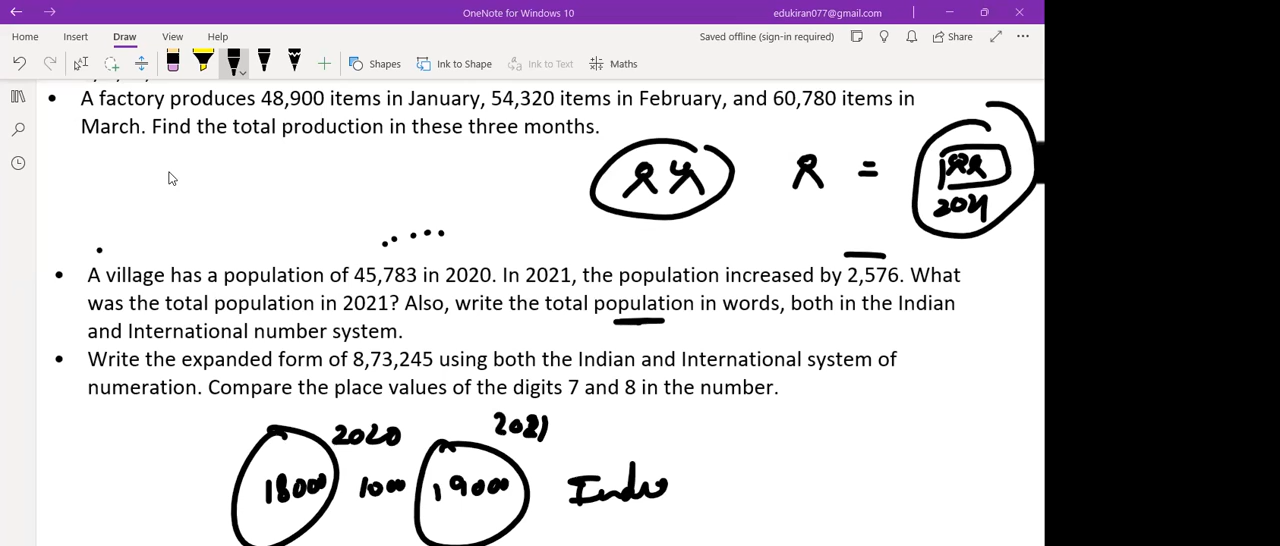 OneNote for Windows 10
edukiran077@gmail.com
Home Insert Draw View Help
Saved offline (sign-in required) Share
Shapes Ink to Shape Ink to Text Maths
• A factory produces 48,900 items in January, 54,320 items in February, and 60,780 items in
March. Find the total production in these three months.
=
2021
• A village has a population of 45,783 in 2020. In 2021, the population increased by 2,576. What
was the total population in 2021? Also, write the total population in words, both in the Indian
and International number system.
• Write the expanded form of 8,73,245 using both the Indian and International system of
numeration. Compare the place values of the digits 7 and 8 in the number.
2020 2021
18000 1000 19000